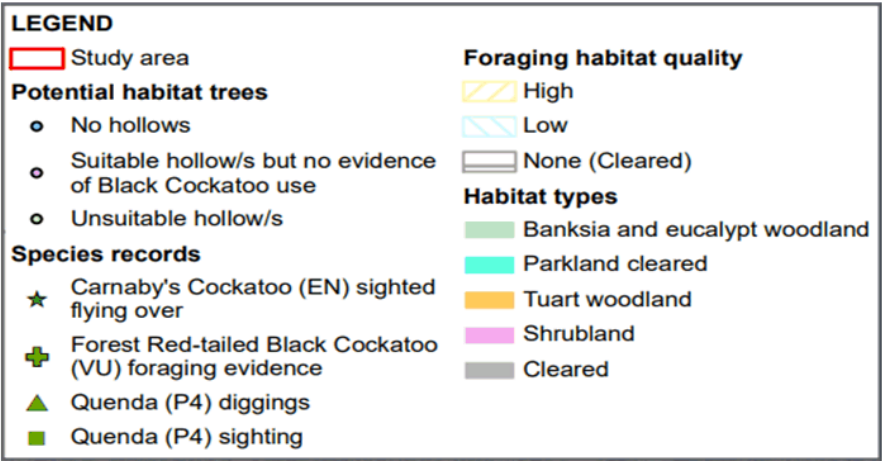 LEGEND
Study area
Potential habitat trees
No hollows
Suitable hollow/s but no evidence
of Black Cockatoo use
Unsuitable hollow/s
Species records
Carnaby's Cockatoo (EN) sighted
flying over
Forest Red-tailed Black Cockatoo
(VU) foraging evidence
Quenda (P4) diggings
Quenda (P4) sighting
Foraging habitat quality
High
Low
None (Cleared)
Habitat types
Banksia and eucalypt woodland
Parkland cleared
Tuart woodland
Shrubland
Cleared